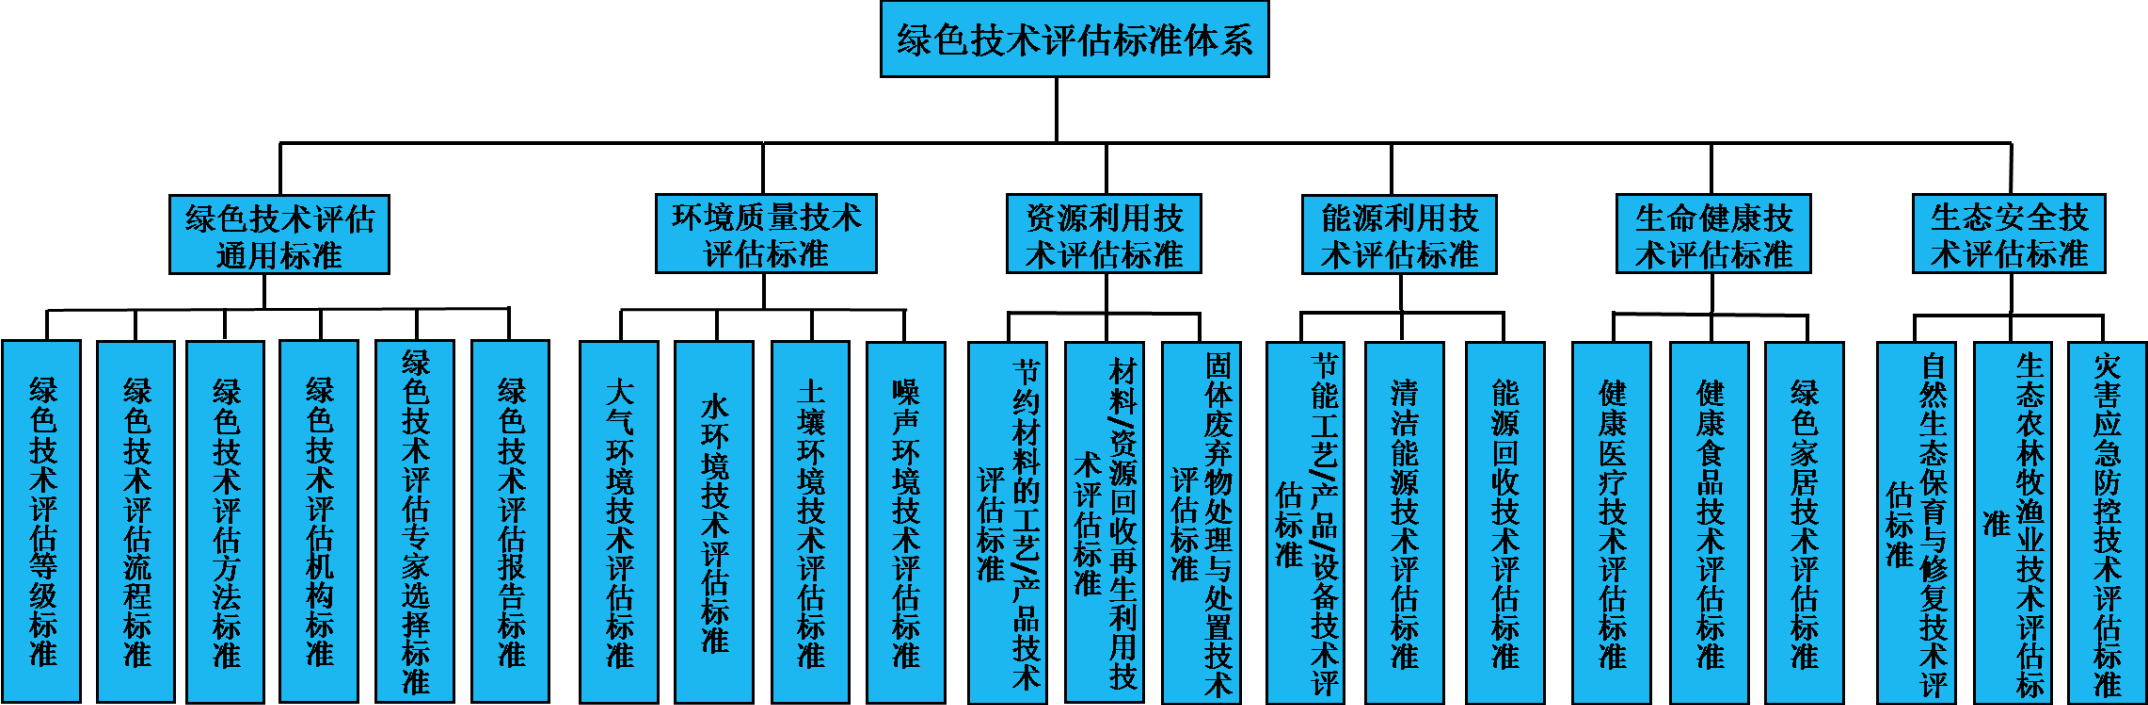 绿色技术评估标准体系
绿色技术评估
通用标准
环境质量技术
评估标准
资源利用技
术评估标准
能源利用技
术评估标准
生命健康技
术评估标准
生态安全技
术评估标准
绿色技术评估等级标准
绿色技术评估流程标准
绿色技术评估方法标准
绿色技术评估机构标准
绿色技术评估专家选择标准
绿色技术评估报告标准
大气环境技术评估标准
水环境技术评估标准
土壤环境技术评估标准
噪声环境技术评估标准
节约材料的工艺/产品技术
评估标准
材料/资源回收再生利用技
术评估标准
固体废弃物处理与处置技术
评估标准
节能工艺/产品/设备技术评
估标准
清洁能源技术评估标准
能源回收技术评估标准
健康医疗技术评估标准
健康食品技术评估标准
绿色家居技术评估标准
自然生态保育与修复技术评
估标准
生态农林牧渔业技术评估标
准
灾害应急防控技术评估标准